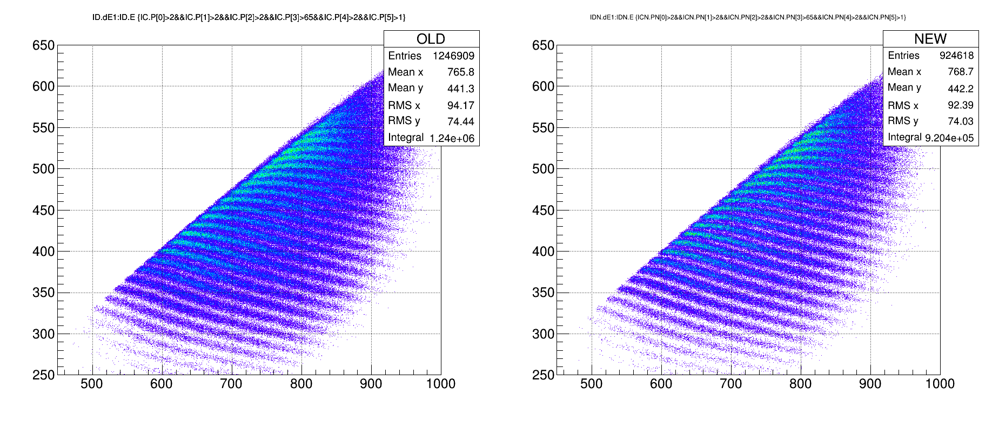 ID.dE1:ID.E {IC.P[0]>2&&IC.P[1]>2&&IC.P[2]>2&&IC.P[3]>65&&IC.P[4]>2&&IC.P[5]>1}
OLD
Entries 1246909
Mean x 765.8
Mean y 441.3
RMS x 94.17
RMS y 74.44
Integral 1.24e+06
650
600
550
500
450
400
350
300
250
500 600 700 800 900 1000
IDN.dE1:IDN.E {ICN.PN[0]>2&&ICN.PN[1]>2&&ICN.PN[2]>2&&ICN.PN[3]>65&&ICN.PN[4]>2&&ICN.PN[5]>1}
NEW
Entries 924618
Mean x 768.7
Mean y 442.2
RMS x 92.39
RMS y 74.03
Integral 9.204e+05
650
600
550
500
450
400
350
300
250
500 600 700 800 900 1000